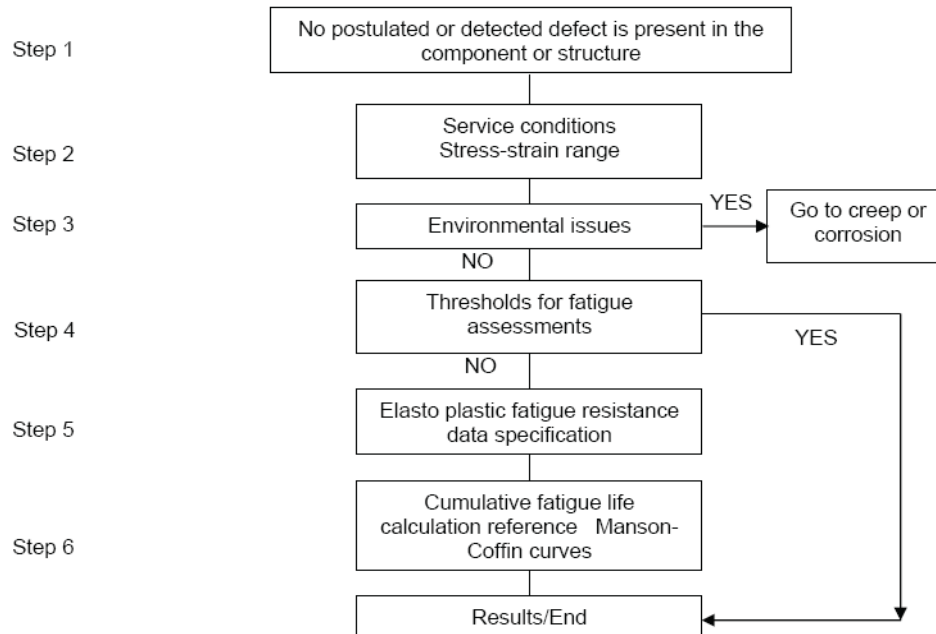 Step 1
No postulated or detected defect is present in the
component or structure
Step 2
Service conditions
Stress-strain range
Step 3
Environmental issues
YES
Go to creep or
corrosion
NO
Step 4
Thresholds for fatigue
assessments
YES
NO
Step 5
Elasto plastic fatigue resistance
data specification
Step 6
Cumulative fatigue life
calculation reference Manson-
Coffin curves
Results/End